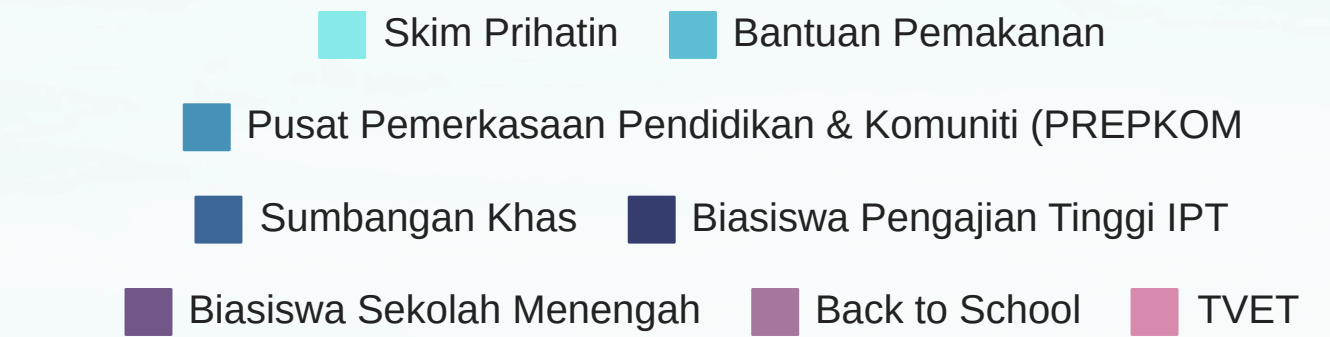 Skim Prihatin Bantuan Pemakanan
Pusat Pemerkasaan Pendidikan & Komuniti (PREPKOM
Sumbangan Khas Biasiswa Pengajian Tinggi IPT
Biasiswa Sekolah Menengah Back to School TVET